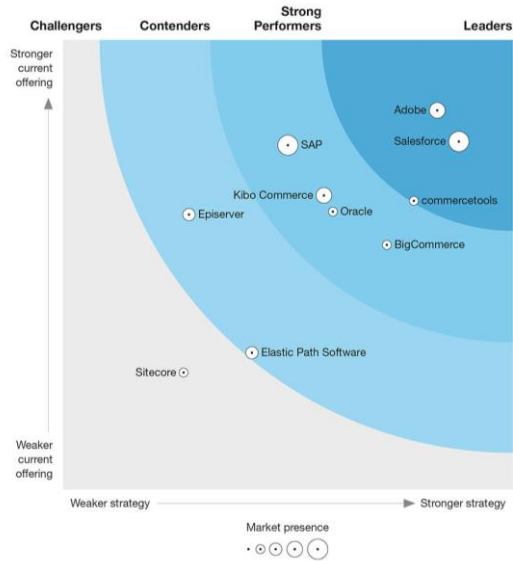 Challengers
Contenders
Strong
Performers
Leaders
Stronger
current
offering
Adobe
Salesforce
SAP
Kibo Commerce
commercetools
Oracle
Episerver
BigCommerce
Elastic Path Software
Sitecore
Weaker
current
offering
Weaker strategy
Stronger strategy
Market presence